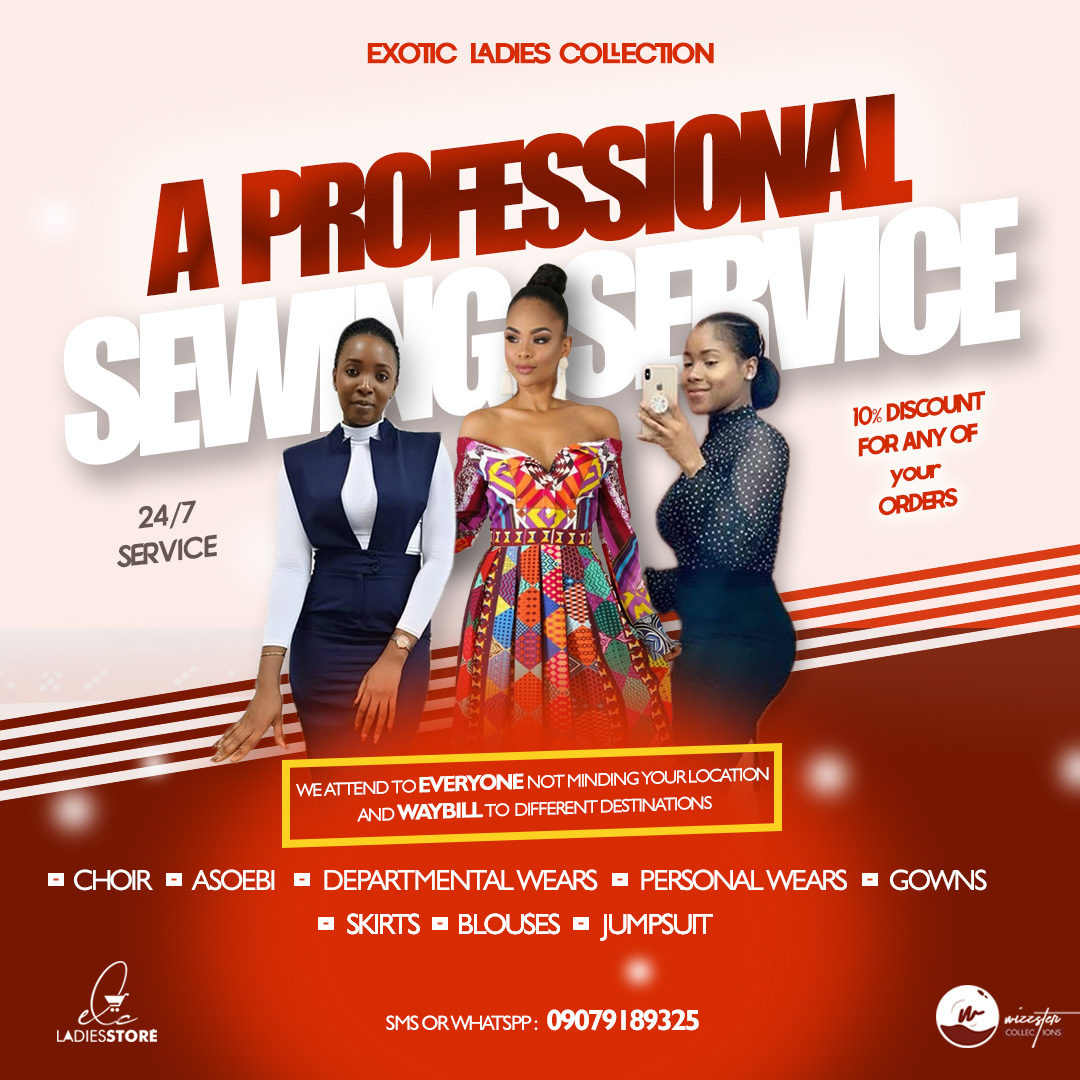 EXOTIC LADIES COLLECTION
A PROFESSIONAL
SEWING SERVICE
24/7
SERVICE
10% DISCOUNT
FOR ANY OF
your
ORDERS
WE ATTEND TO EVERYONE NOT MINDING YOUR LOCATION
AND WAYBILL TO DIFFERENT DESTINATIONS
- CHOIR - ASOEBI - DEPARTMENTAL WEARS - PERSONAL WEARS - GOWNS
- SKIRTS - BLOUSES - JUMPSUIT
elc
LADIESSTORE
SMS OR WHATSPP : 09079189325
wizzster
COLLECTIONS